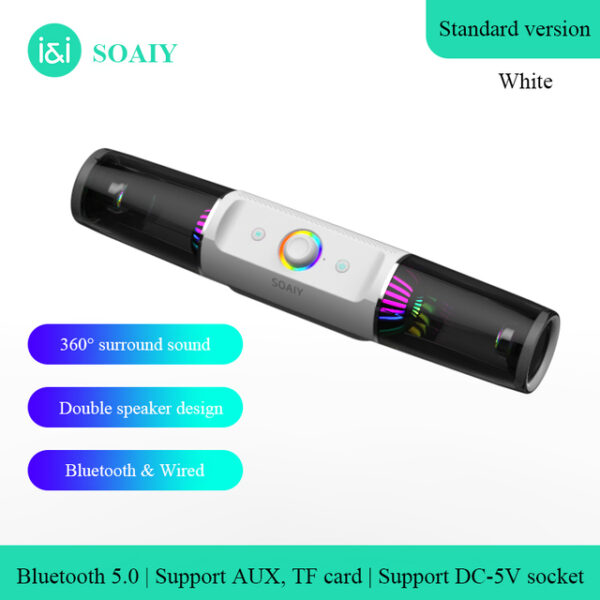 i&i SOAIY
Standard version
White
SOAIY
360° surround sound
Double speaker design
Bluetooth & Wired
Bluetooth 5.0 | Support AUX, TF card | Support DC-5V socket